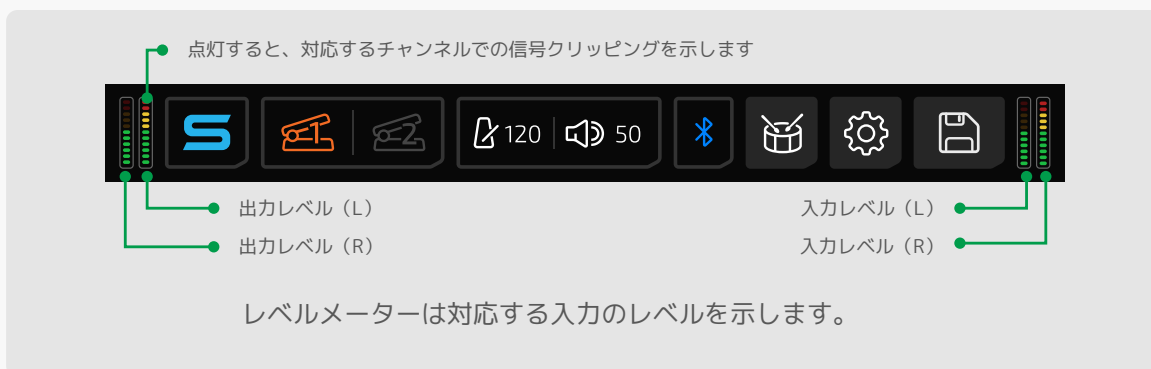 点灯すると、対応するチャンネルでの信号クリッピングを示します
S 1 2 120 50
出力レベル（L）
入力レベル（L）
出力レベル（R）
入力レベル（R）
レベルメーターは対応する入力のレベルを示します。